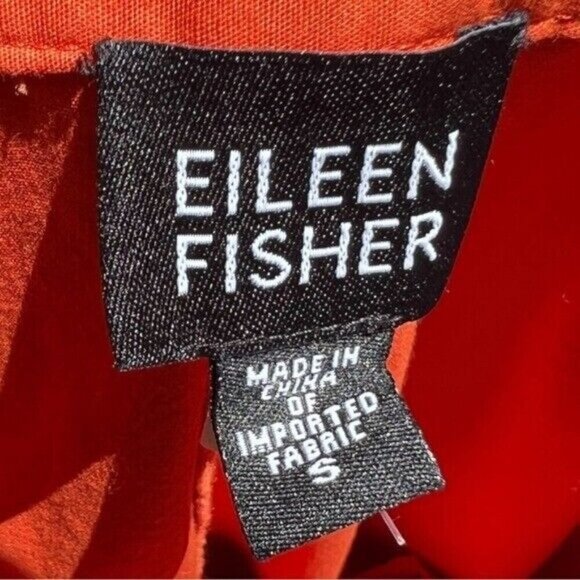 EILEEN
FISHER
MADE IN
CHINA
OF
IMPORTED
FABRIC
S